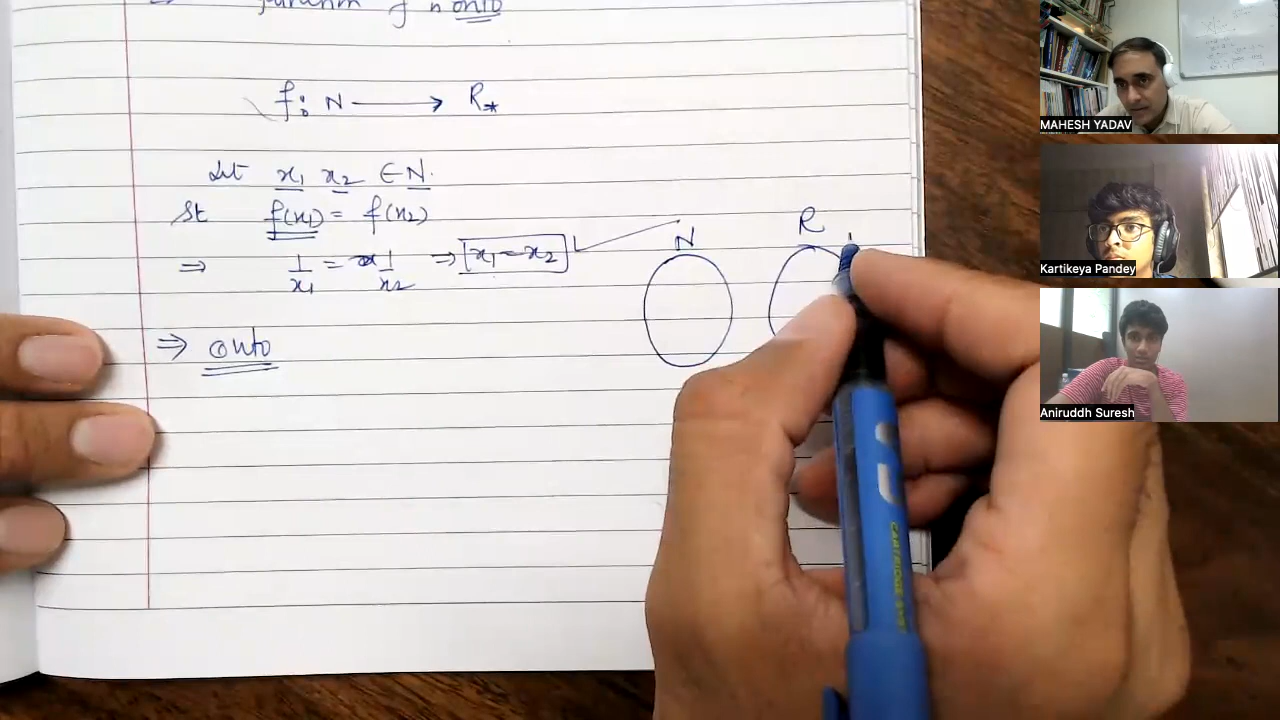 f n onto
f: N → R*
Let x₁ x₂ ∈ N.
St f(x₁) = f(x₂)
⇒ 1/x₁ = 1/x₂ ⇒ x₁ = x₂
N R
⇒ onto
MAHESH YADAV
Kartikeya Pandey
Aniruddh Suresh